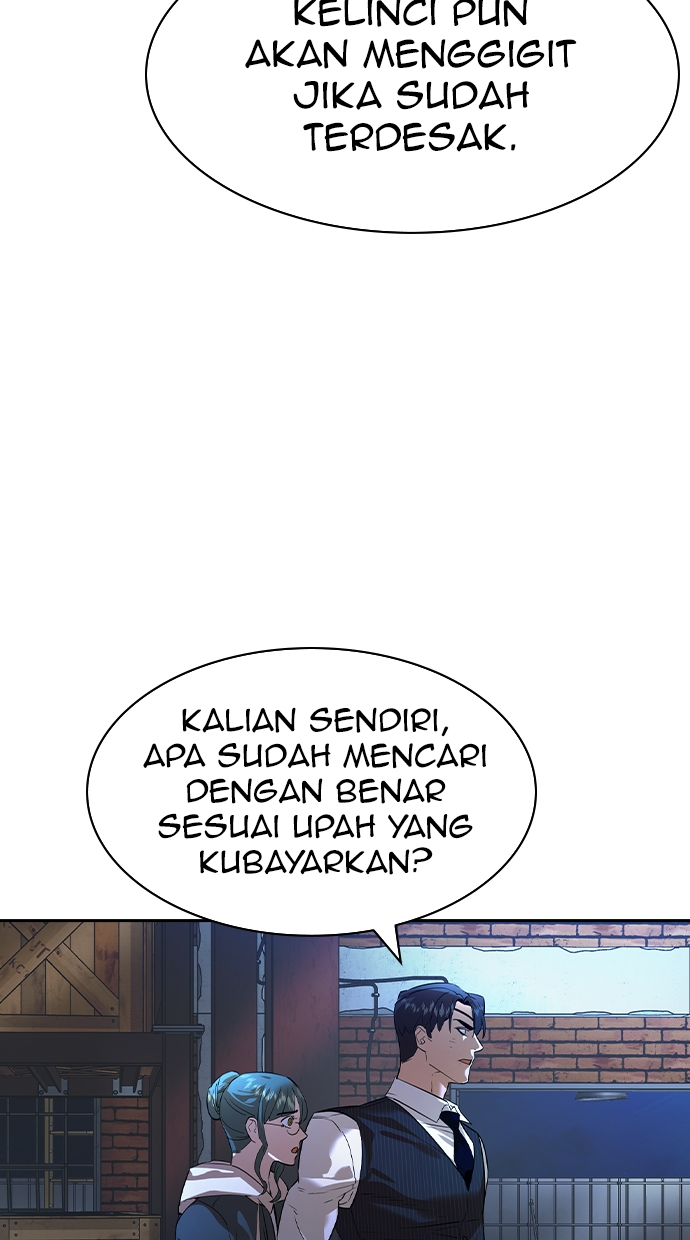 KELINCI PUN
AKAN MENGGIGIT
JIKA SUDAH
TERDESAK.
KALIAN SENDIRI,
APA SUDAH MENCARI
DENGAN BENAR
SESUAI UPAH YANG
KUBAYARKAN?